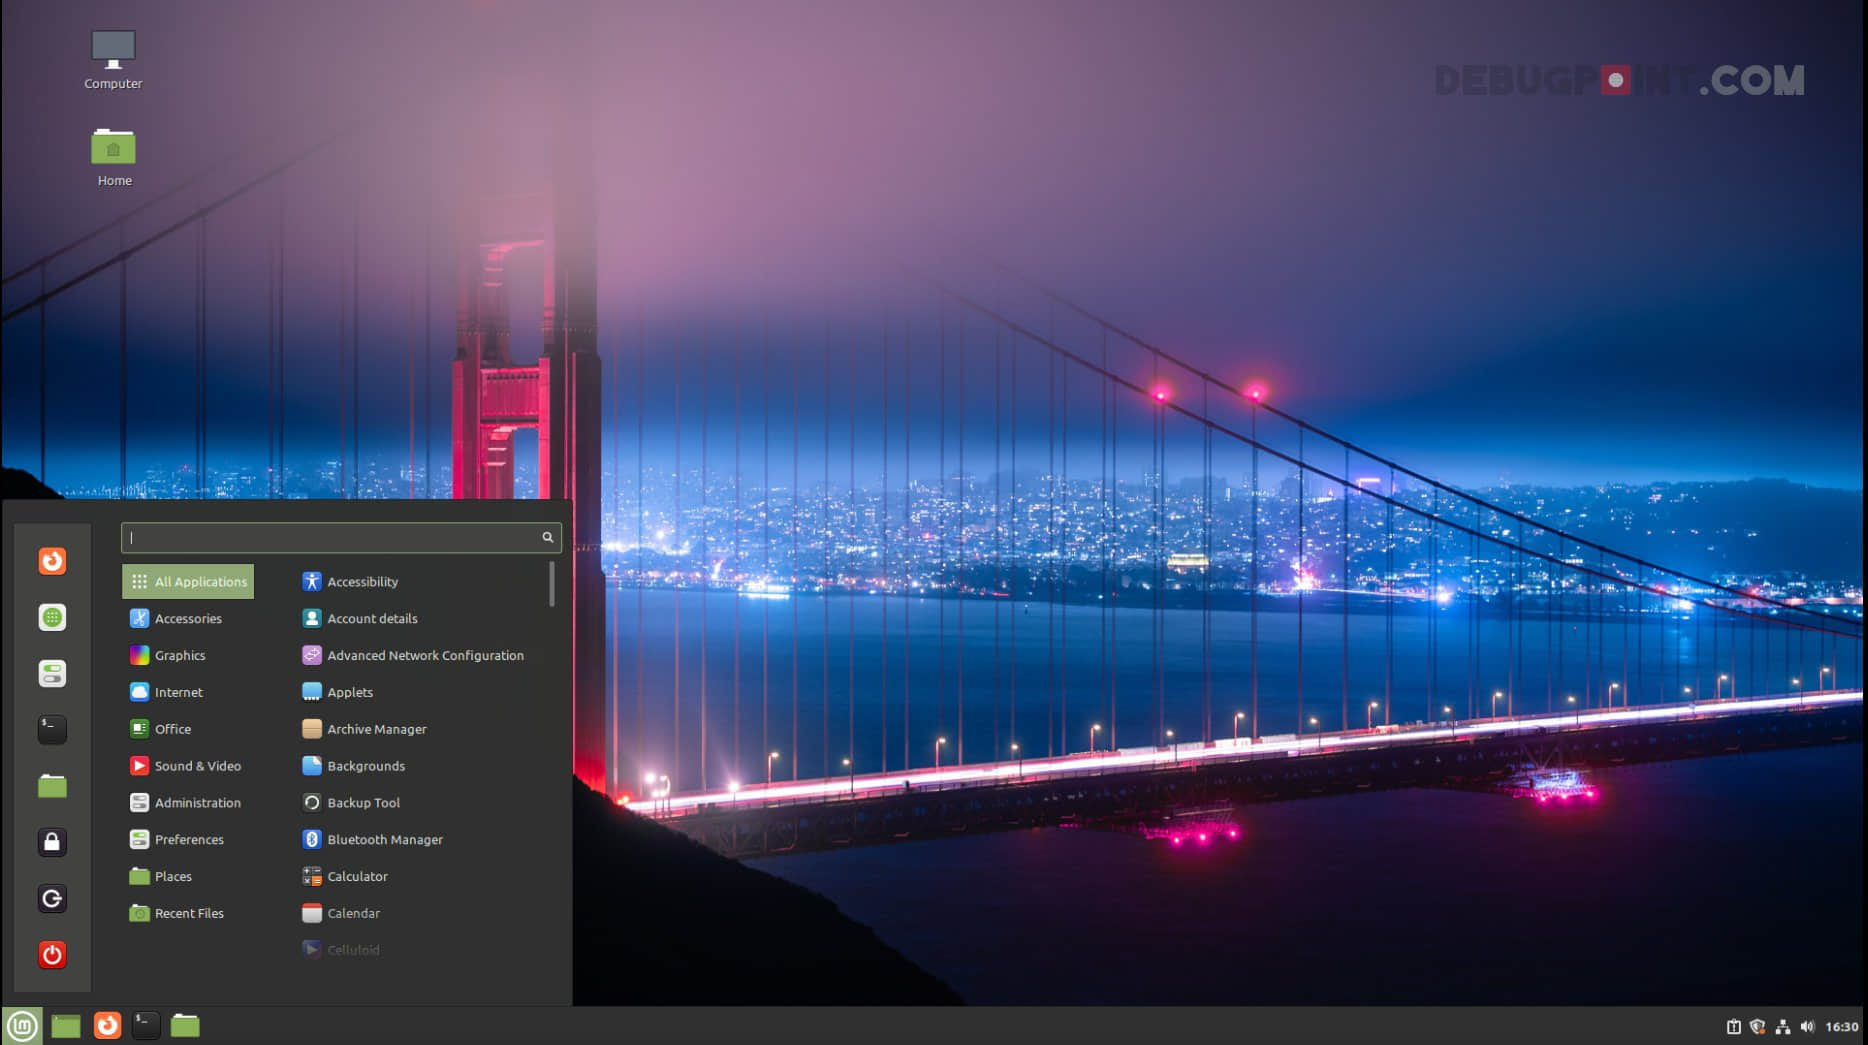 Computer
Home
DEBUGPOINT.COM
All Applications
Accessories
Graphics
Internet
Office
Sound & Video
Administration
Preferences
Places
Recent Files
Accessibility
Account details
Advanced Network Configuration
Applets
Archive Manager
Backgrounds
Backup Tool
Bluetooth Manager
Calculator
Calendar
Celluloid
16:30